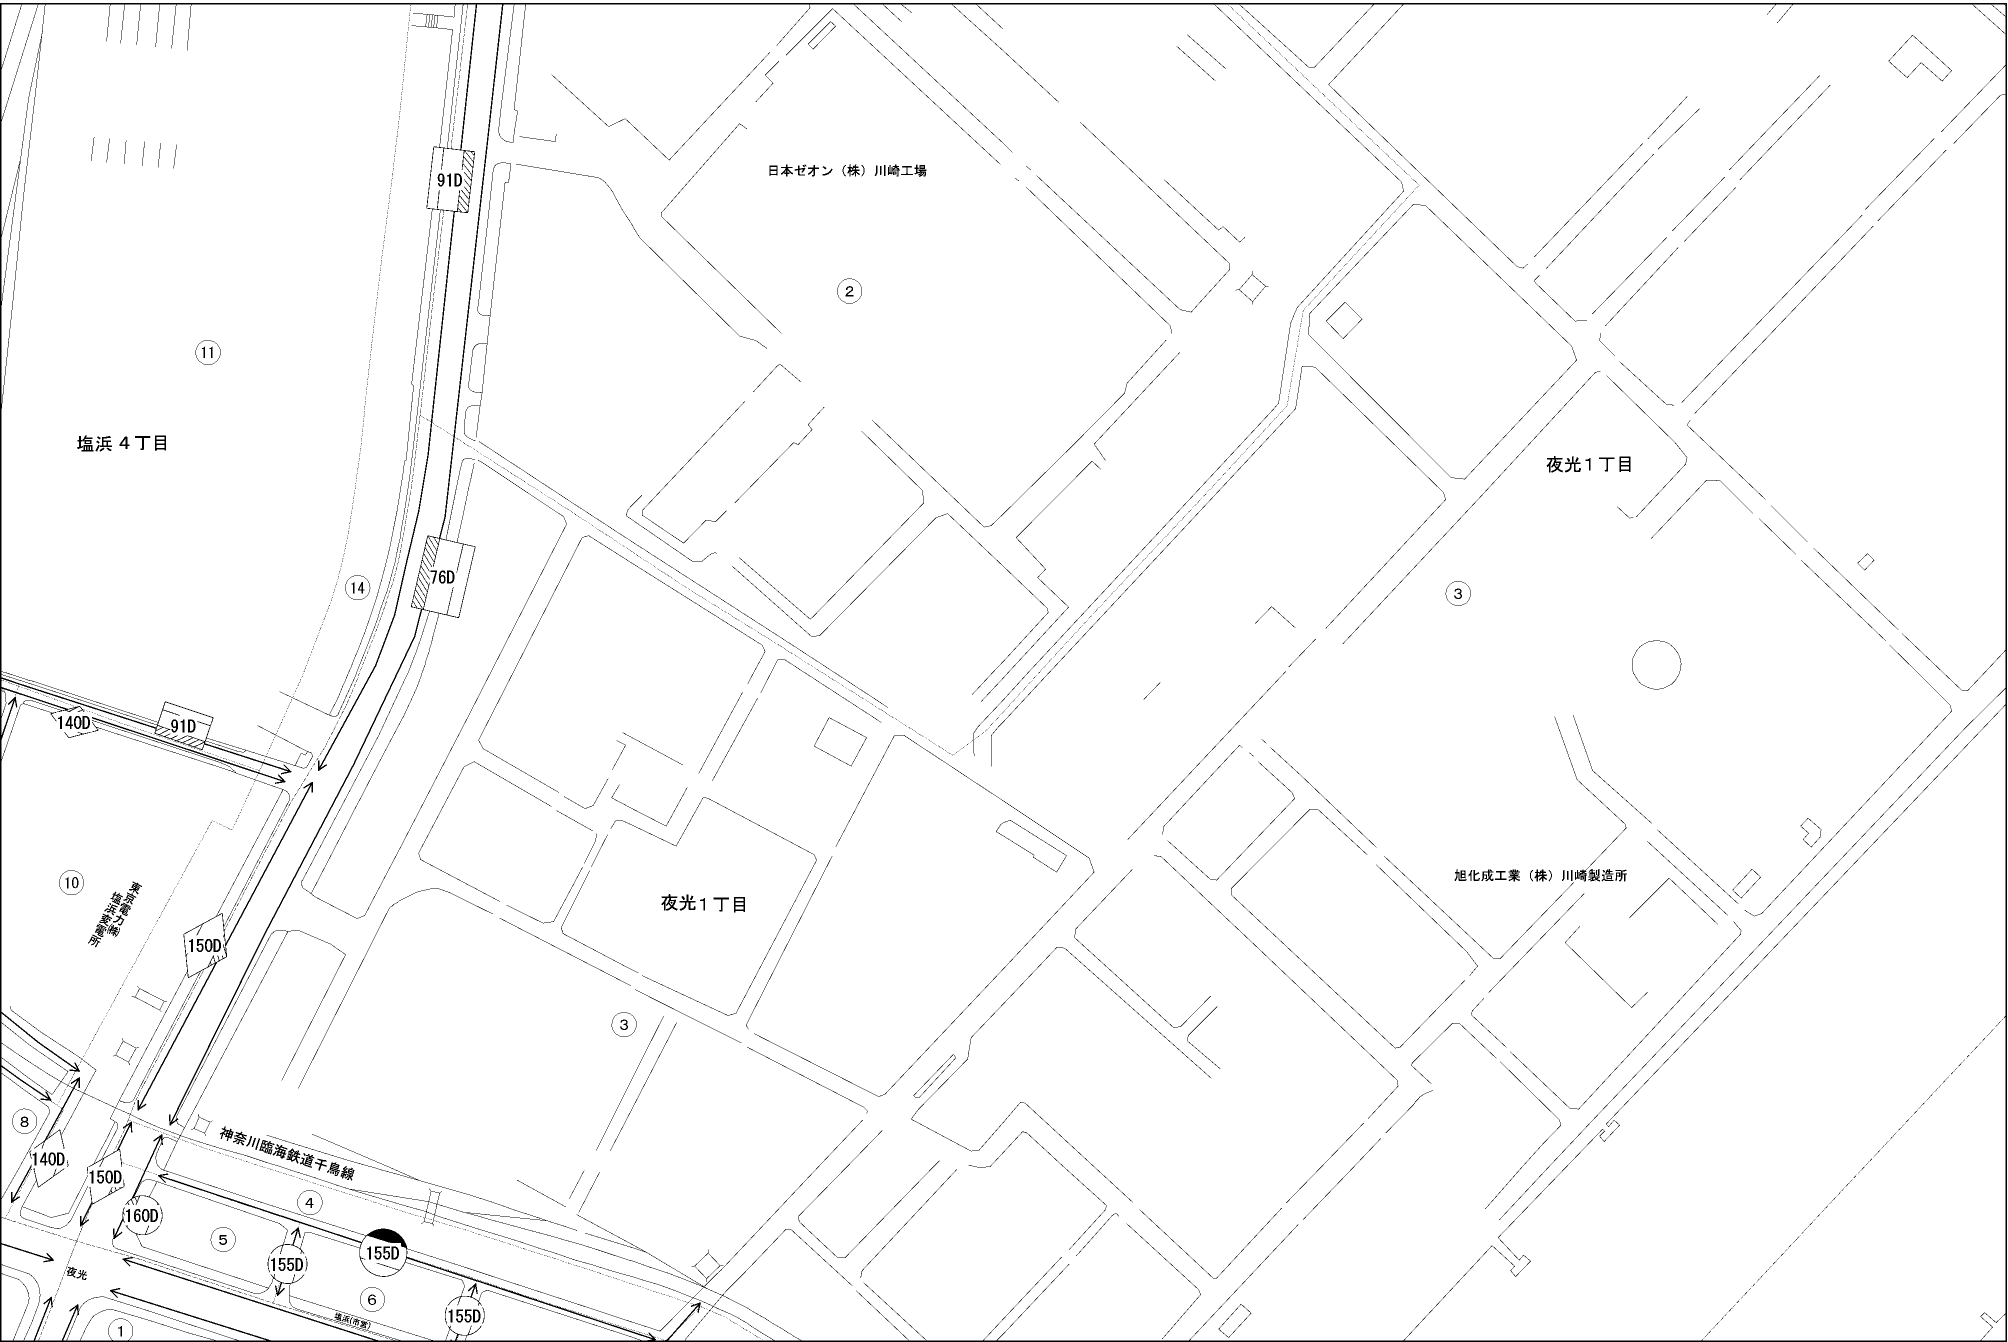 91D
日本ゼオン（株）川崎工場
2
11
塩浜４丁目
夜光１丁目
76D
14
3
140D
91D
旭化成工業（株）川崎製造所
10
東京電力㈱
塩浜変電所
夜光１丁目
150D
3
8
神奈川臨海鉄道千鳥線
140D
150D
4
160D
5
155D
155D
夜光
6
155D
塩浜(市営)
1